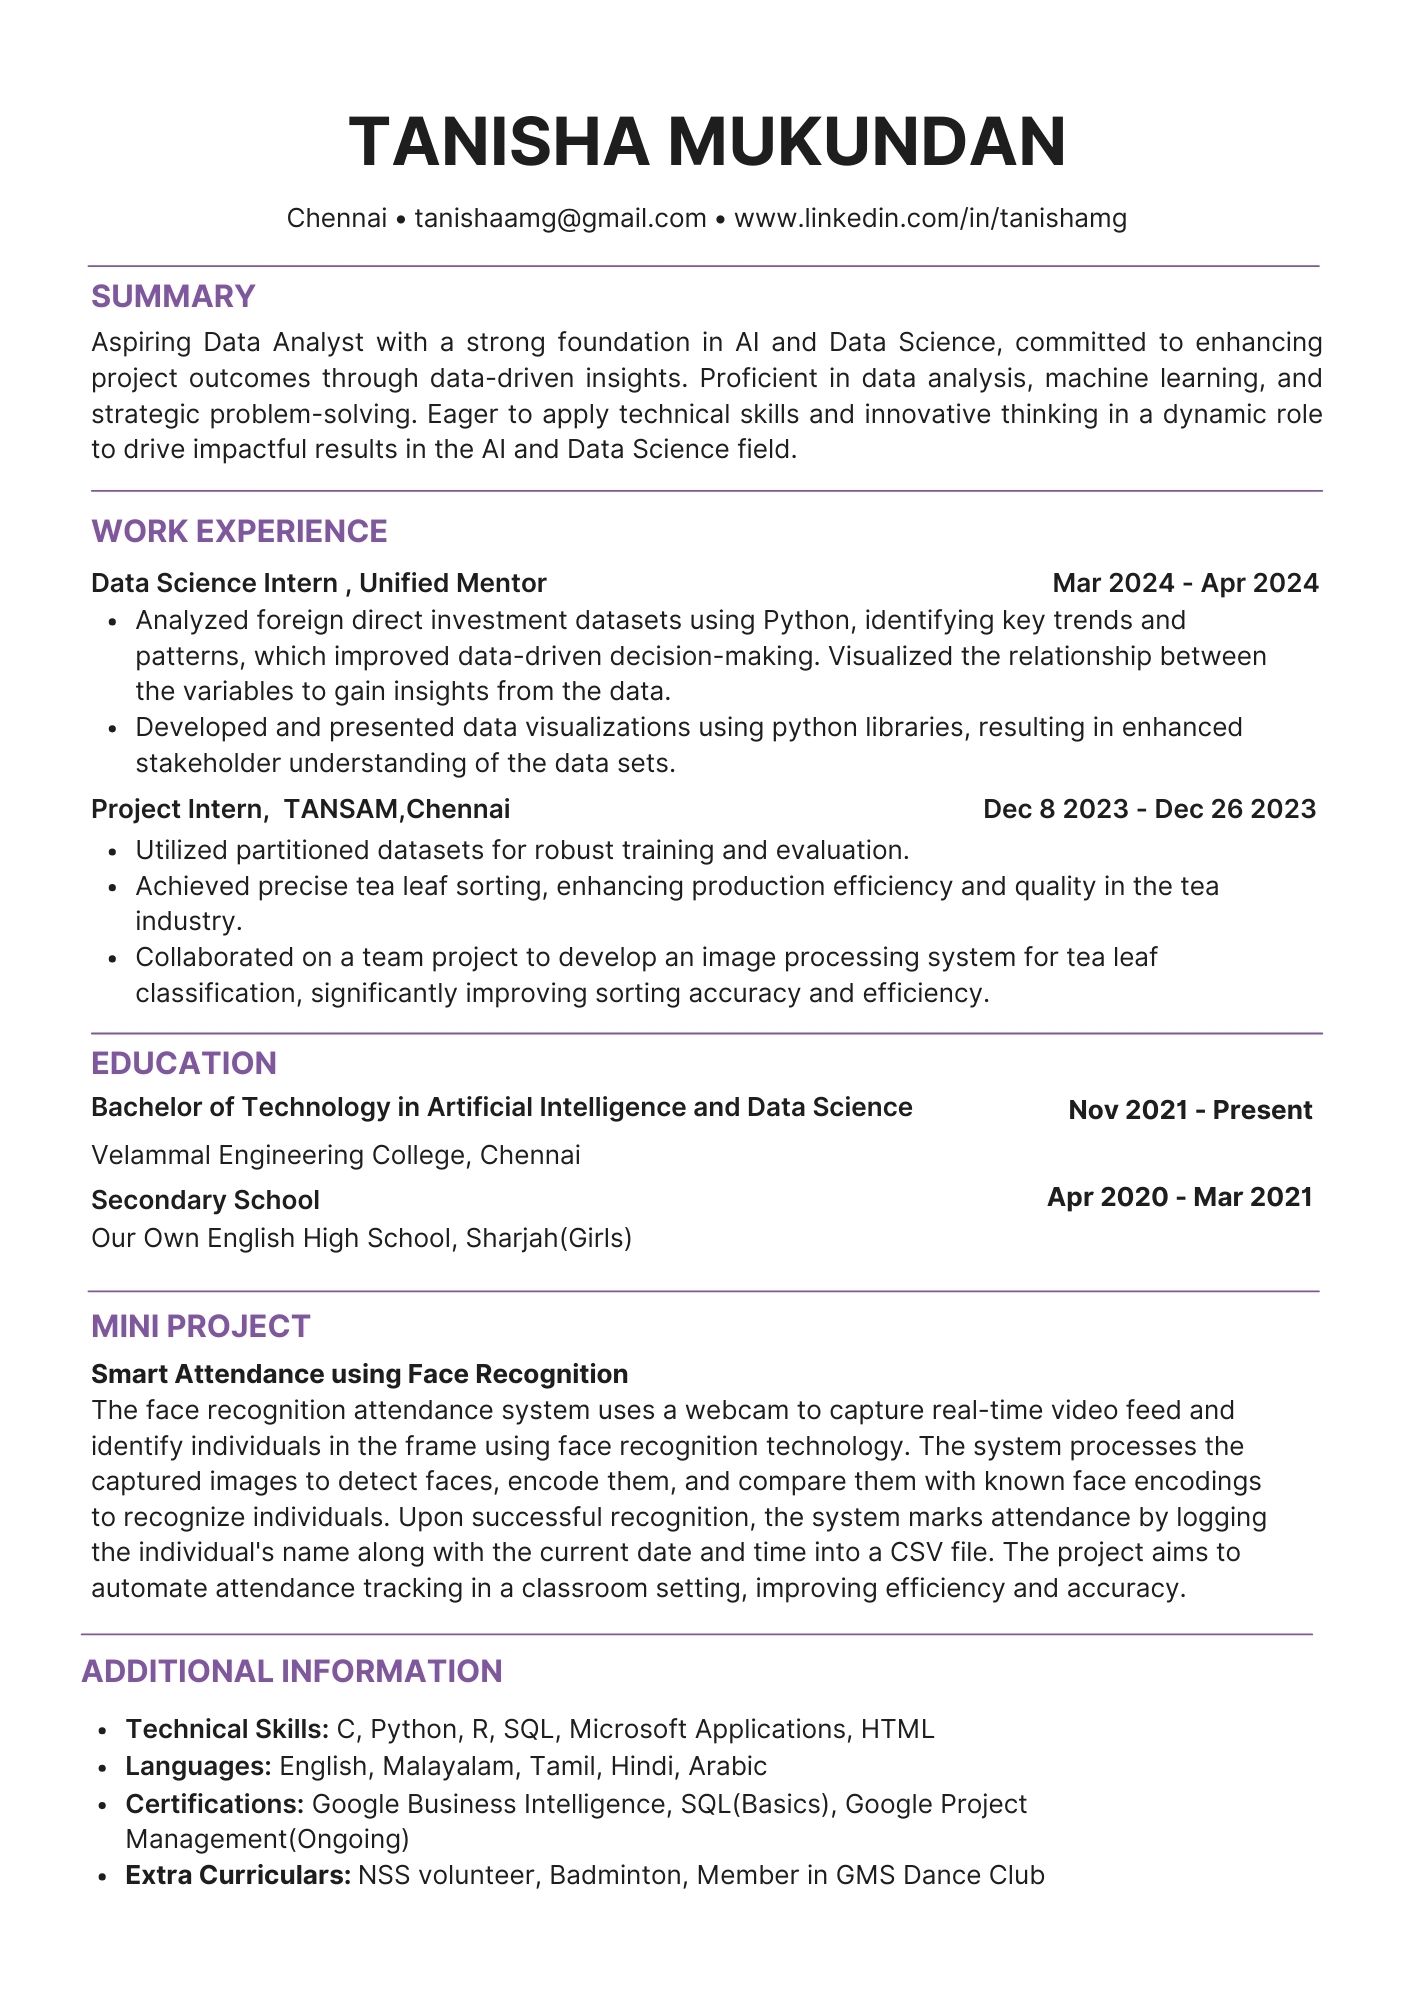 TANISHA MUKUNDAN
Chennai • tanishaamg@gmail.com • www.linkedin.com/in/tanishamg
SUMMARY
Aspiring Data Analyst with a strong foundation in AI and Data Science, committed to enhancing
project outcomes through data-driven insights. Proficient in data analysis, machine learning, and
strategic problem-solving. Eager to apply technical skills and innovative thinking in a dynamic role
to drive impactful results in the AI and Data Science field.
WORK EXPERIENCE
Data Science Intern , Unified Mentor Mar 2024 - Apr 2024
• Analyzed foreign direct investment datasets using Python, identifying key trends and
patterns, which improved data-driven decision-making. Visualized the relationship between
the variables to gain insights from the data.
• Developed and presented data visualizations using python libraries, resulting in enhanced
stakeholder understanding of the data sets.
Project Intern,  TANSAM,Chennai Dec 8 2023 - Dec 26 2023
• Utilized partitioned datasets for robust training and evaluation.
• Achieved precise tea leaf sorting, enhancing production efficiency and quality in the tea
industry.
• Collaborated on a team project to develop an image processing system for tea leaf
classification, significantly improving sorting accuracy and efficiency.
EDUCATION
Bachelor of Technology in Artificial Intelligence and Data Science Nov 2021 - Present
Velammal Engineering College, Chennai
Secondary School Apr 2020 - Mar 2021
Our Own English High School, Sharjah(Girls)
MINI PROJECT
Smart Attendance using Face Recognition
The face recognition attendance system uses a webcam to capture real-time video feed and
identify individuals in the frame using face recognition technology. The system processes the
captured images to detect faces, encode them, and compare them with known face encodings
to recognize individuals. Upon successful recognition, the system marks attendance by logging
the individual's name along with the current date and time into a CSV file. The project aims to
automate attendance tracking in a classroom setting, improving efficiency and accuracy.
ADDITIONAL INFORMATION
• Technical Skills: C, Python, R, SQL, Microsoft Applications, HTML
• Languages: English, Malayalam, Tamil, Hindi, Arabic
• Certifications: Google Business Intelligence, SQL(Basics), Google Project
Management(Ongoing)
• Extra Curriculars: NSS volunteer, Badminton, Member in GMS Dance Club